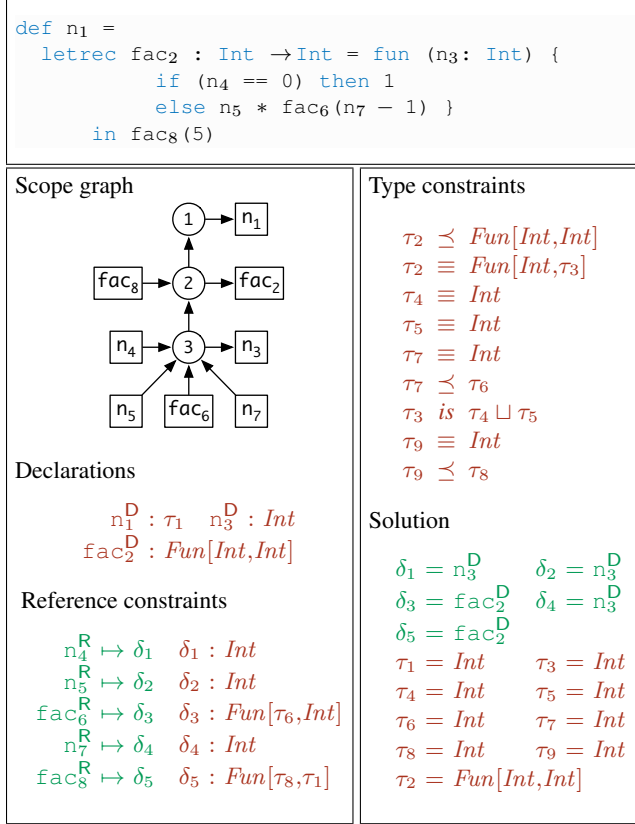 def n₁ =
letrec fac₂ : Int →Int = fun (n₃: Int) {
if (n₄ == 0) then 1
else n₅ * fac₆(n₇ − 1) }
in fac₈(5)
Scope graph
1 n₁
fac₈ 2 fac₂
n₄ 3 n₃
n₅ fac₆ n₇
Declarations
n₁ᴰ : τ₁ n₃ᴰ : Int
fac₂ᴰ : Fun[Int,Int]
Reference constraints
n₄ᴿ ↦ δ₁ δ₁ : Int
n₅ᴿ ↦ δ₂ δ₂ : Int
fac₆ᴿ ↦ δ₃ δ₃ : Fun[τ₆,Int]
n₇ᴿ ↦ δ₄ δ₄ : Int
fac₈ᴿ ↦ δ₅ δ₅ : Fun[τ₈,τ₁]
Type constraints
τ₂ ⪯ Fun[Int,Int]
τ₂ ≡ Fun[Int,τ₃]
τ₄ ≡ Int
τ₅ ≡ Int
τ₇ ≡ Int
τ₇ ⪯ τ₆
τ₃ is τ₄ ⊔ τ₅
τ₉ ≡ Int
τ₉ ⪯ τ₈
Solution
δ₁ = n₃ᴰ δ₂ = n₃ᴰ
δ₃ = fac₂ᴰ δ₄ = n₃ᴰ
δ₅ = fac₂ᴰ
τ₁ = Int τ₃ = Int
τ₄ = Int τ₅ = Int
τ₆ = Int τ₇ = Int
τ₈ = Int τ₉ = Int
τ₂ = Fun[Int,Int]